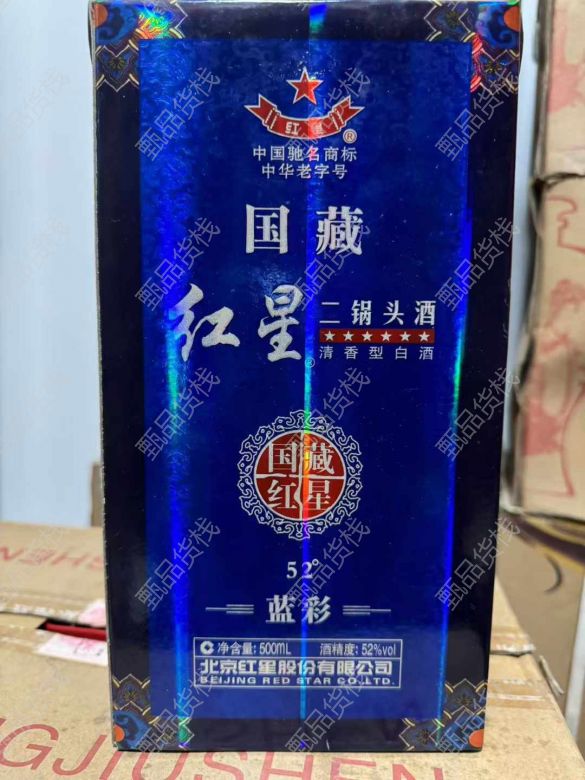 红星
®
中国驰名商标
中华老字号
国藏
红星®
二锅头酒
清香型白酒
国藏
红星
52°
蓝彩
C 净含量:500mL 酒精度:52%vol
北京红星股份有限公司
BEIJING RED STAR CO.,LTD.
NGJIUSHEN
甄品货栈